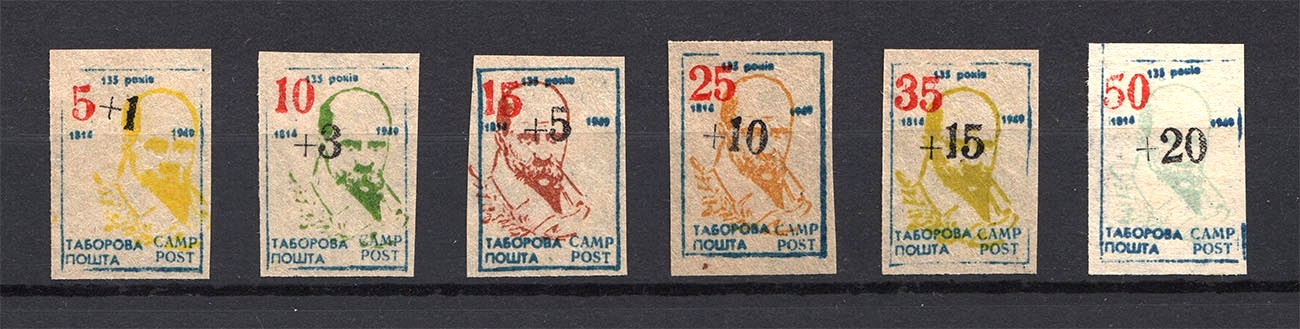 135 років
5 +1
1814 1949
ТАБОРОВА CAMP
ПОШТА POST
135 років
10
1814 1949
+3
ТАБОРОВА CAMP
ПОШТА POST
135 років
15
1814 +5 1949
ТАБОРОВА CAMP
ПОШТА POST
135 років
25
1814 1949
+10
ТАБОРОВА CAMP
ПОШТА POST
135 років
35
1814 1949
+15
ТАБОРОВА CAMP
ПОШТА POST
135 років
50
1814 1949
+20
ТАБОРОВА CAMP
ПОШТА POST